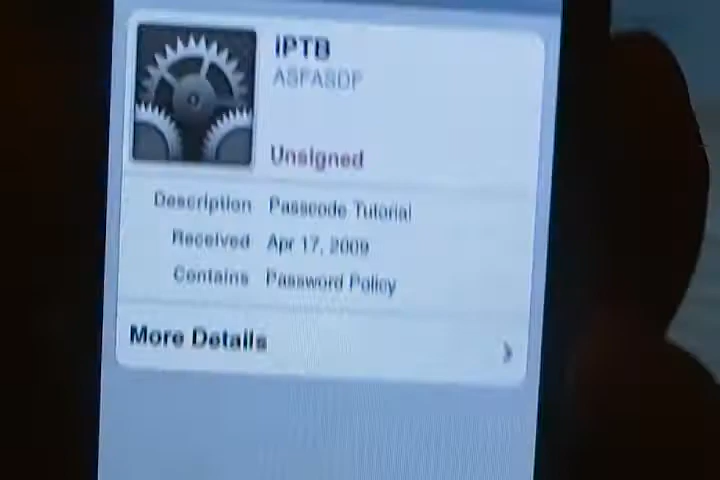 IPTB
ASFASDF
Unsigned
Description Passcode Tutorial
Received Apr 17, 2009
Contains Password Policy
More Details